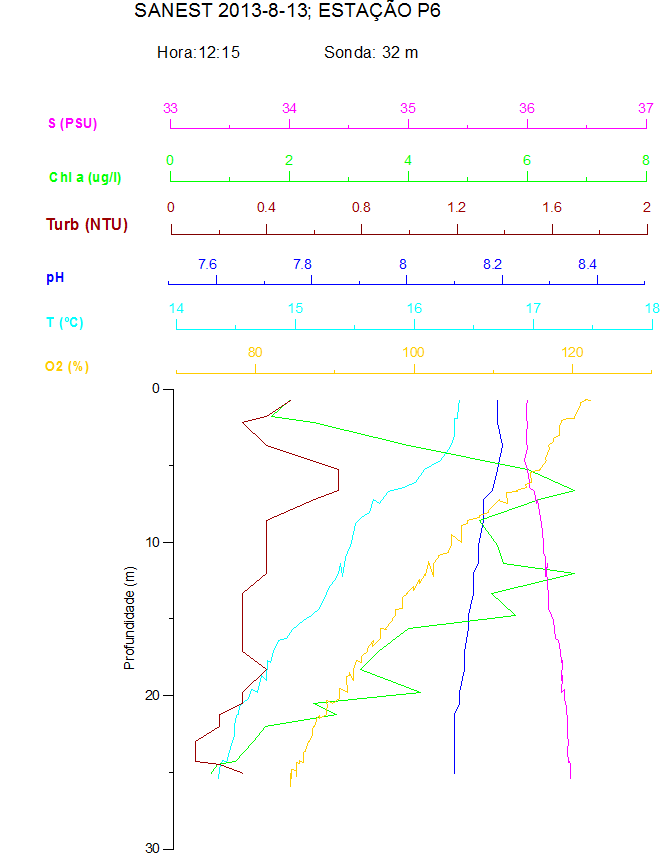 SANEST 2013-8-13; ESTAÇÃO P6
Hora:12:15 Sonda: 32 m
33 34 35 36 37
S (PSU)
0 2 4 6 8
Chl a (ug/l)
0 0.4 0.8 1.2 1.6 2
Turb (NTU)
7.6 7.8 8 8.2 8.4
pH
14 15 16 17 18
T (ºC)
80 100 120
O2 (%)
0
10
20
30
Profundidade (m)